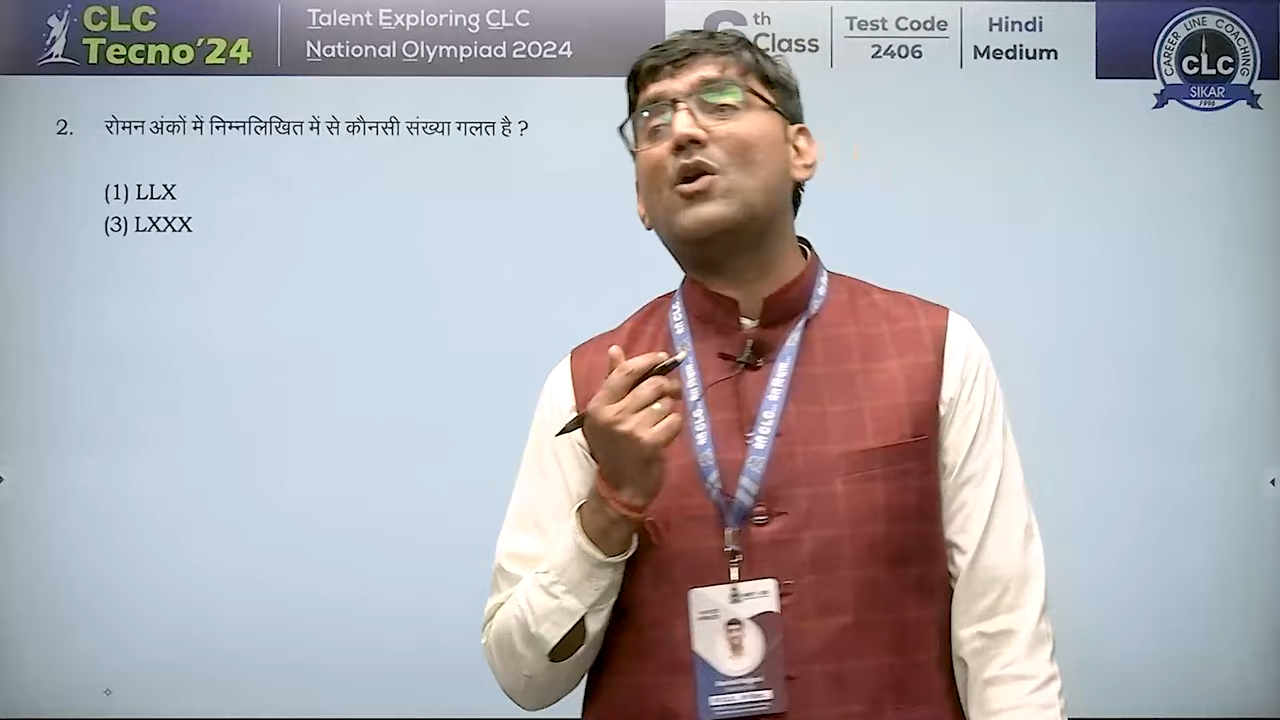 CLC
Tecno'24
Talent Exploring CLC
National Olympiad 2024
th
Class
Test Code
2406
Hindi
Medium
CAREER LINE COACHING
CLC
SIKAR
1996
2. रोमन अंकों में निम्नलिखित में से कौनसी संख्या गलत है ?
(1) LLX
(3) LXXX